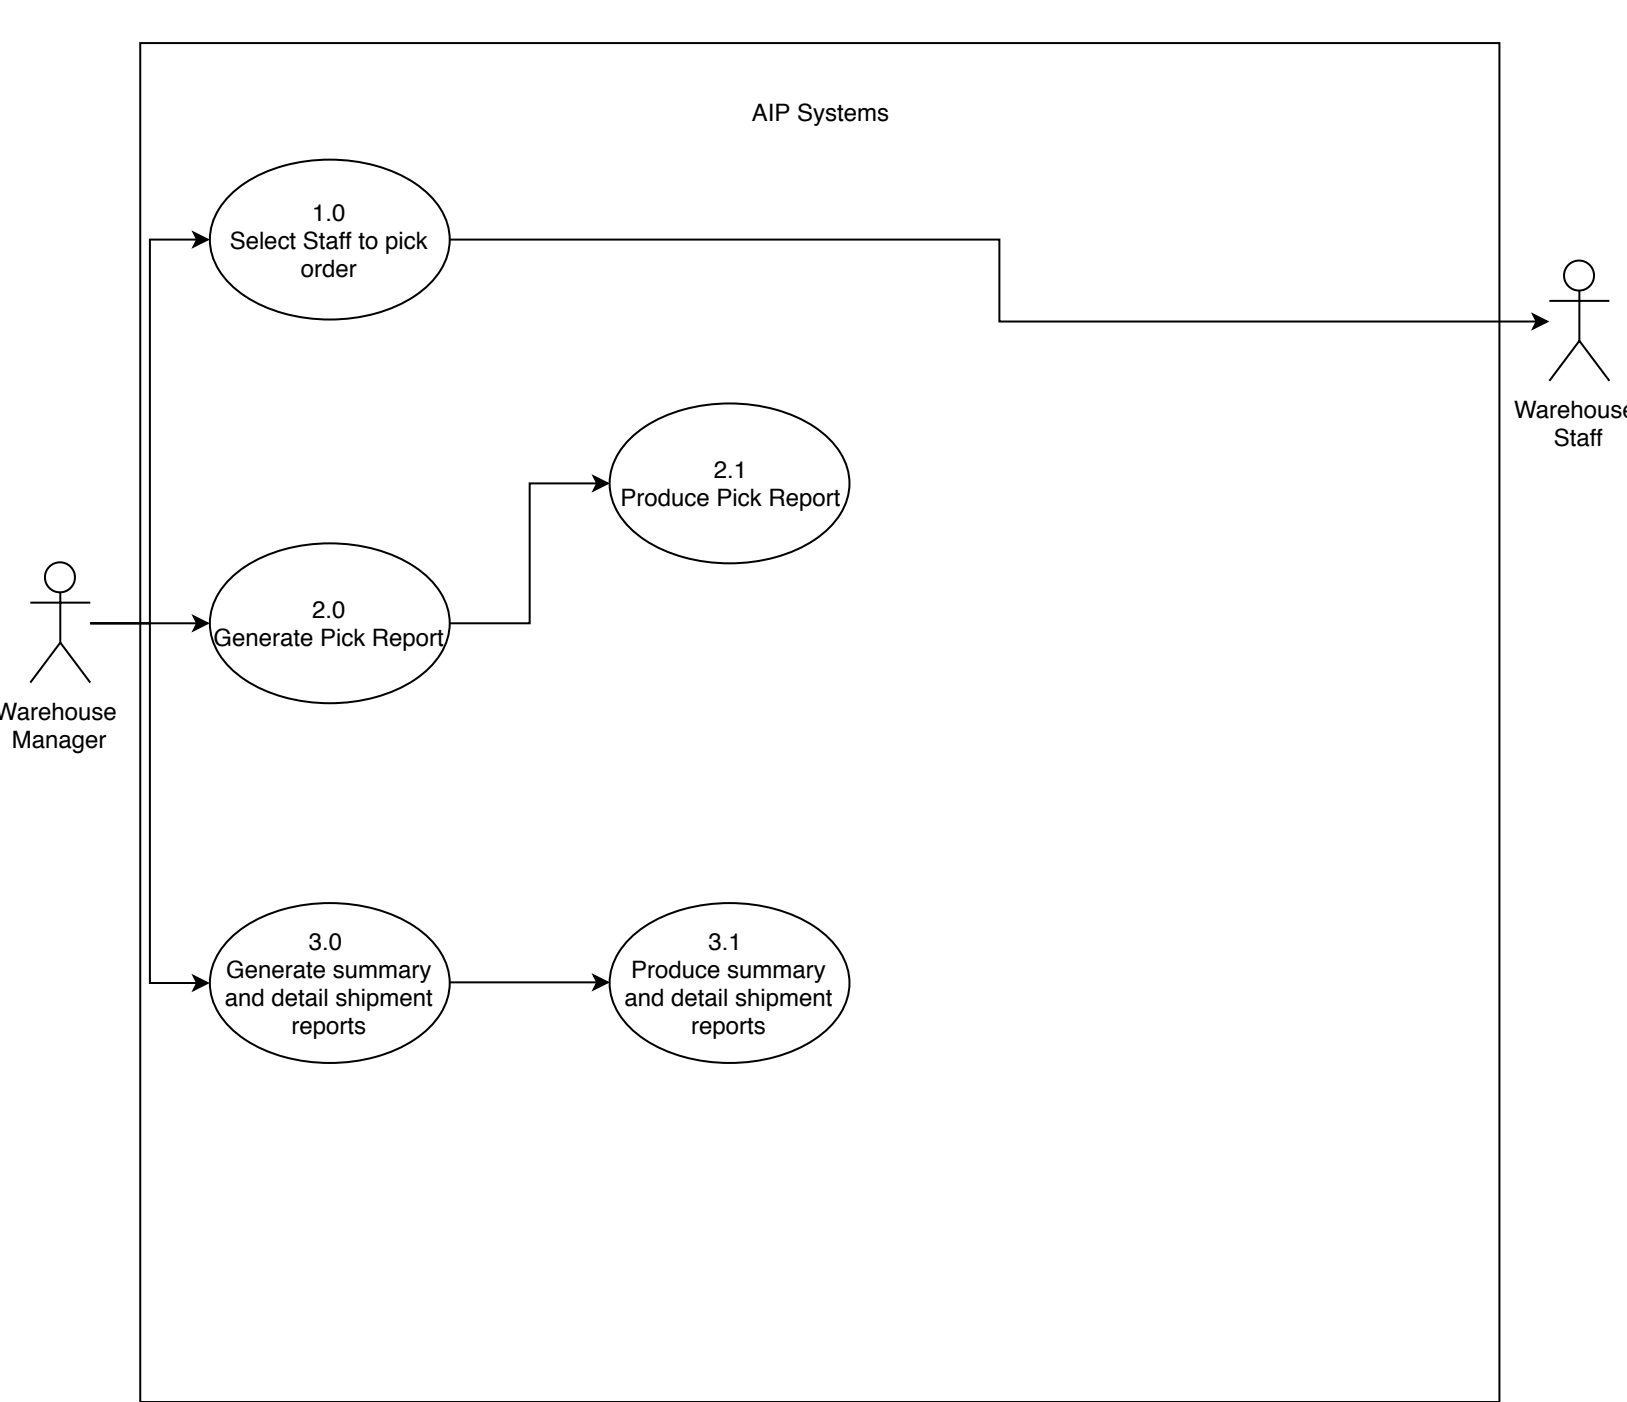 AIP Systems
1.0
Select Staff to pick
order
Warehouse
Staff
2.1
Produce Pick Report
2.0
Generate Pick Report
Warehouse
Manager
3.0
Generate summary
and detail shipment
reports
3.1
Produce summary
and detail shipment
reports